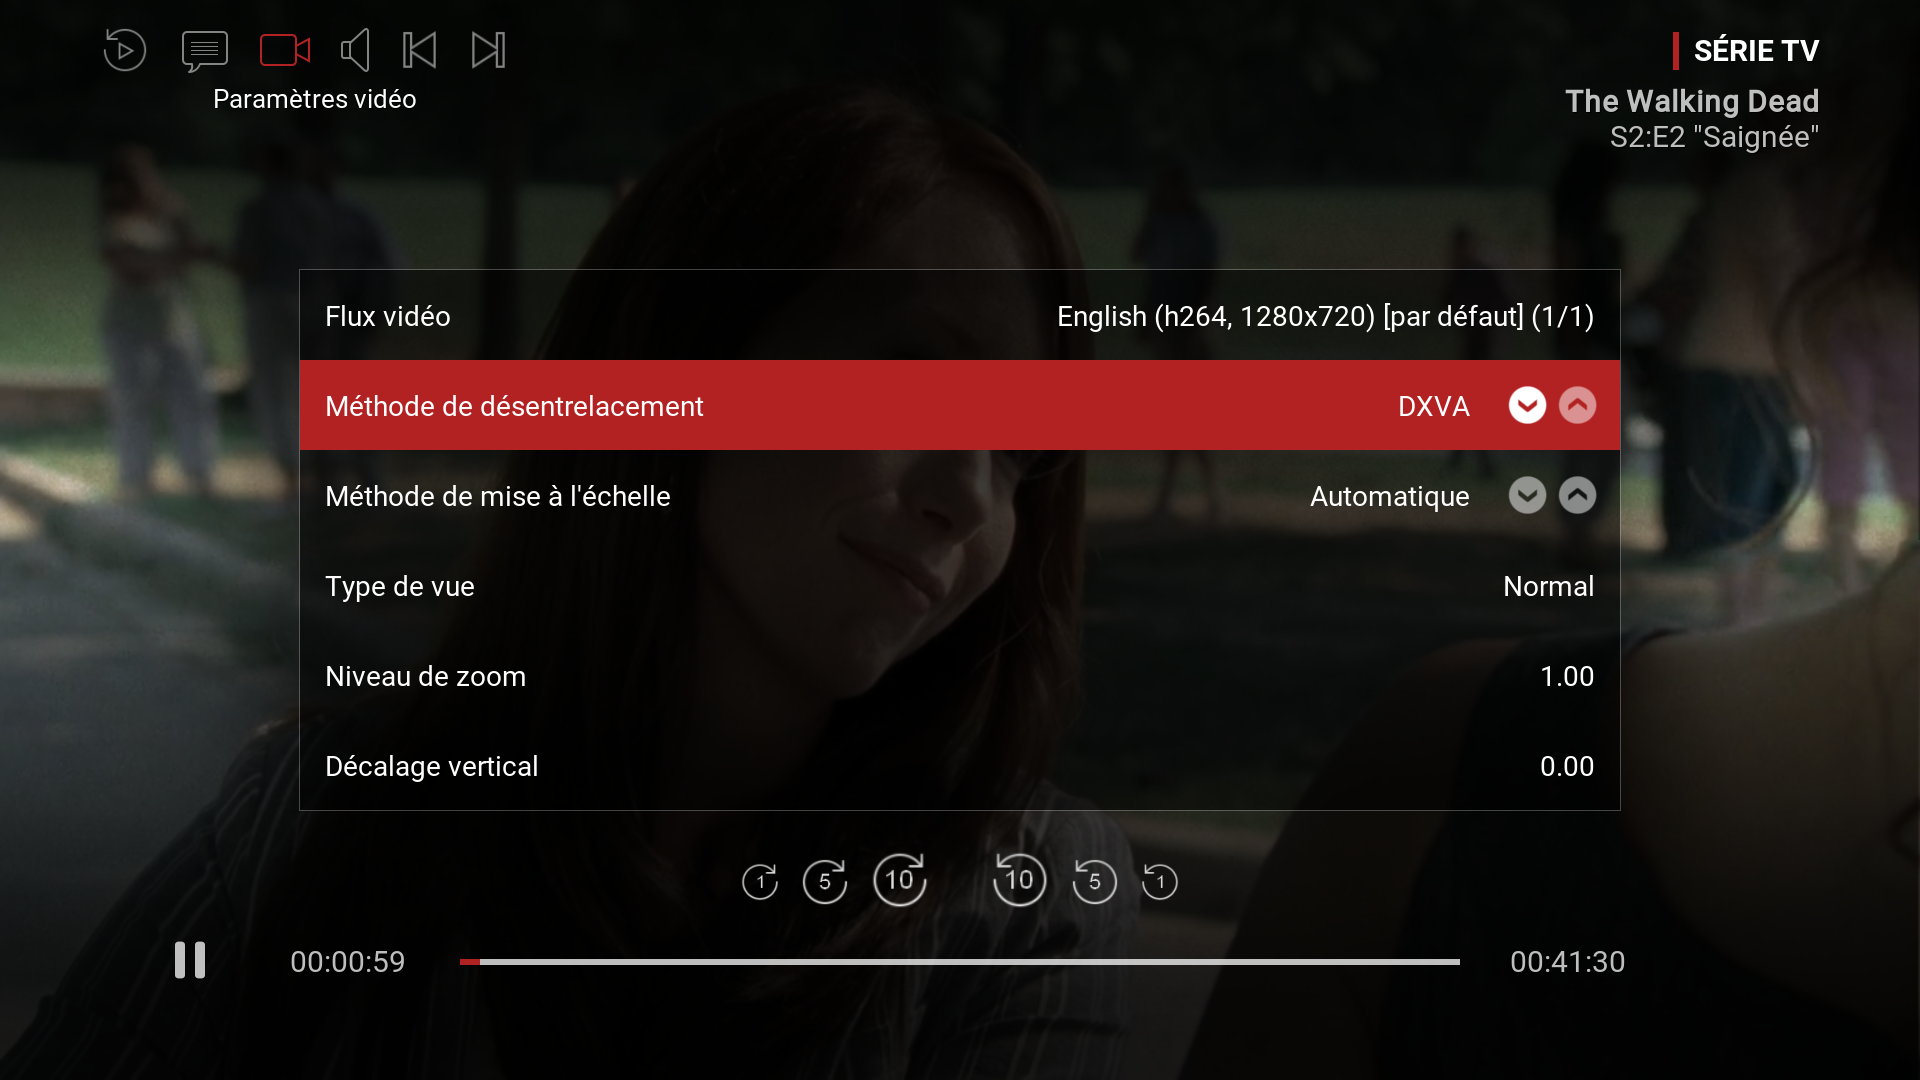 Paramètres vidéo
SÉRIE TV
The Walking Dead
S2:E2 "Saignée"
Flux vidéo English (h264, 1280x720) [par défaut] (1/1)
Méthode de désentrelacement DXVA
Méthode de mise à l'échelle Automatique
Type de vue Normal
Niveau de zoom 1.00
Décalage vertical 0.00
1 5 10 10 5 1
00:00:59 00:41:30